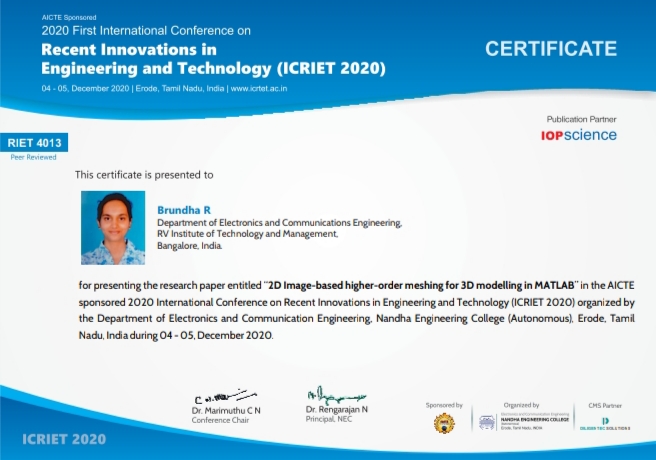 AICTE Sponsored
2020 First International Conference on
Recent Innovations in
Engineering and Technology (ICRIET 2020)
04 - 05, December 2020 | Erode, Tamil Nadu, India | www.icrtet.ac.in
CERTIFICATE
Publication Partner
IOPscience
RIET 4013
Peer Reviewed
This certificate is presented to
Brundha R
Department of Electronics and Communications Engineering,
RV Institute of Technology and Management,
Bangalore, India.
for presenting the research paper entitled "2D Image-based higher-order meshing for 3D modelling in MATLAB" in the AICTE
sponsored 2020 International Conference on Recent Innovations in Engineering and Technology (ICRIET 2020) organized by
the Department of Electronics and Communication Engineering, Nandha Engineering College (Autonomous), Erode, Tamil
Nadu, India during 04 - 05, December 2020.
Dr. Marimuthu C N
Conference Chair
Dr. Rengarajan N
Principal, NEC
Sponsored by
Organized by
Electronics and Communication Engineering
NANDHA ENGINEERING COLLEGE
Erode, Tamil Nadu, INDIA
CMS Partner
DILIGENTEC SOLUTIONS
ICRIET 2020